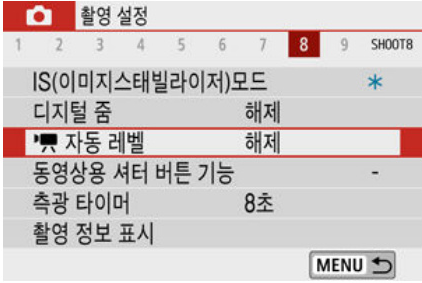 촬영 설정
1 2 3 4 5 6 7 8 9 SHOOT8
IS(이미지스태빌라이저)모드
디지털 줌 해제
자동 레벨 해제
동영상용 셔터 버튼 기능 -
측광 타이머 8초
촬영 정보 표시
MENU